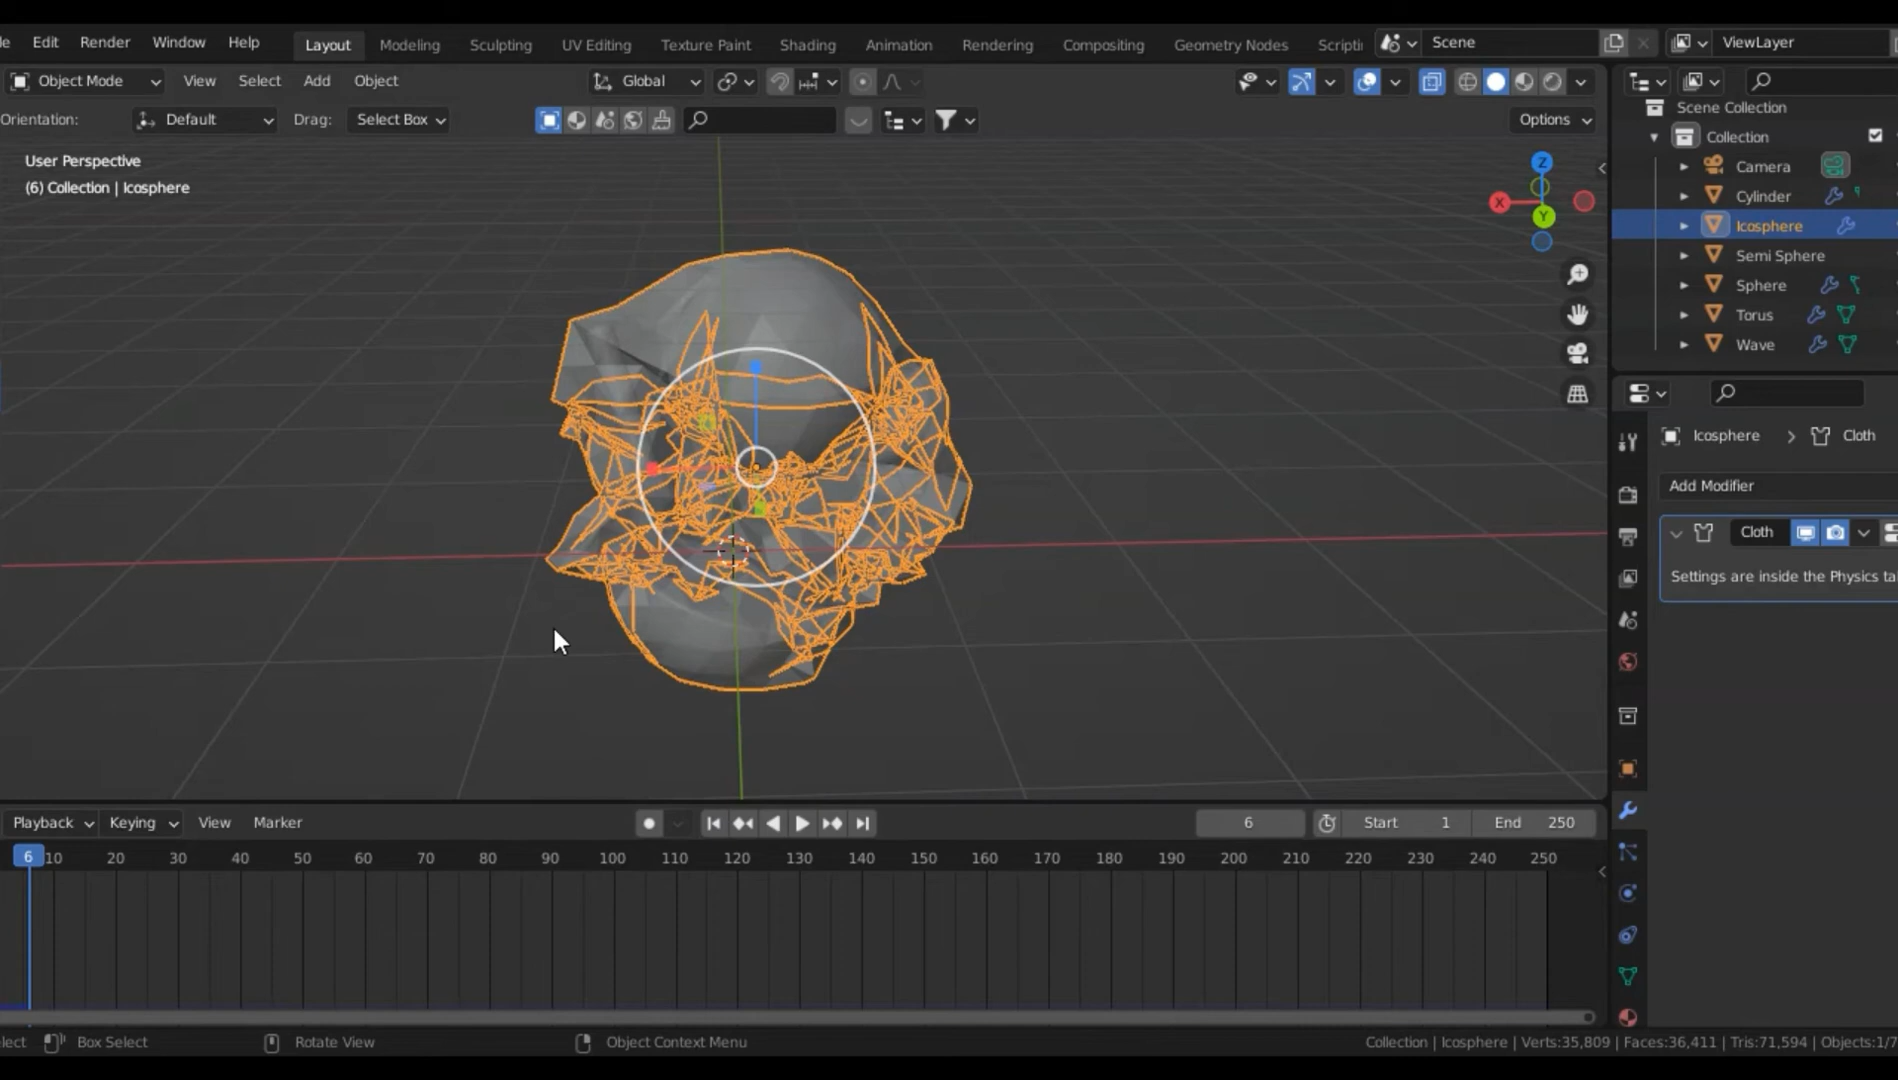 le Edit Render Window Help Layout Modeling Sculpting UV Editing Texture Paint Shading Animation Rendering Compositing Geometry Nodes Scripti Scene ViewLayer
Object Mode View Select Add Object Global
Orientation: Default Drag: Select Box Options
User Perspective
(6) Collection | Icosphere
Z
X
Y
Scene Collection
Collection
Camera
Cylinder
Icosphere
Semi Sphere
Sphere
Torus
Wave
Icosphere > Cloth
Add Modifier
Cloth
Settings are inside the Physics ta
Playback Keying View Marker 6 Start 1 End 250
6 10 20 30 40 50 60 70 80 90 100 110 120 130 140 150 160 170 180 190 200 210 220 230 240 250
lect Box Select Rotate View Object Context Menu Collection | Icosphere | Verts:35,809 | Faces:36,411 | Tris:71,594 | Objects:1/7